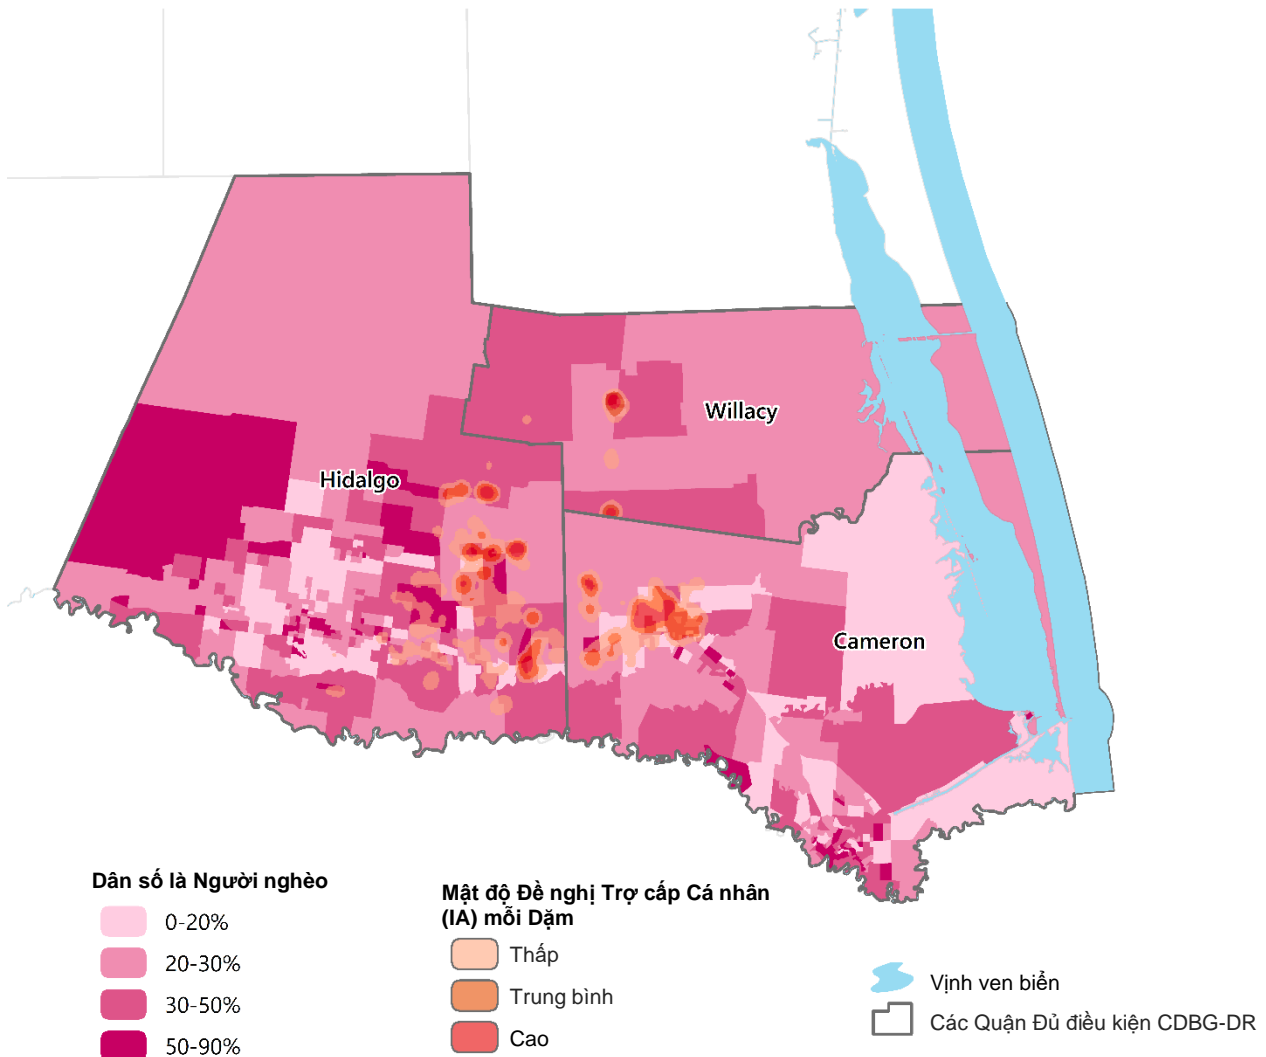 Willacy
Hidalgo
Cameron
Dân số là Người nghèo
0-20%
20-30%
30-50%
50-90%
Mật độ Đề nghị Trợ cấp Cá nhân
(IA) mỗi Dặm
Thấp
Trung bình
Cao
Vịnh ven biển
Các Quận Đủ điều kiện CDBG-DR